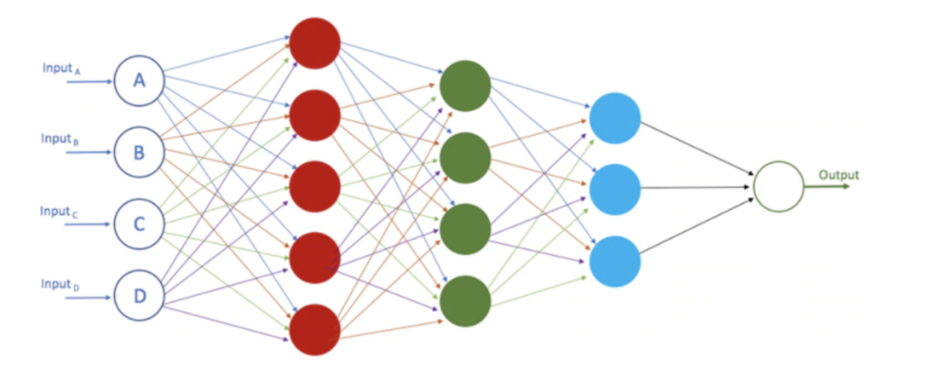 Input A
A
Input B
B
Input C
C
Input D
D
Output